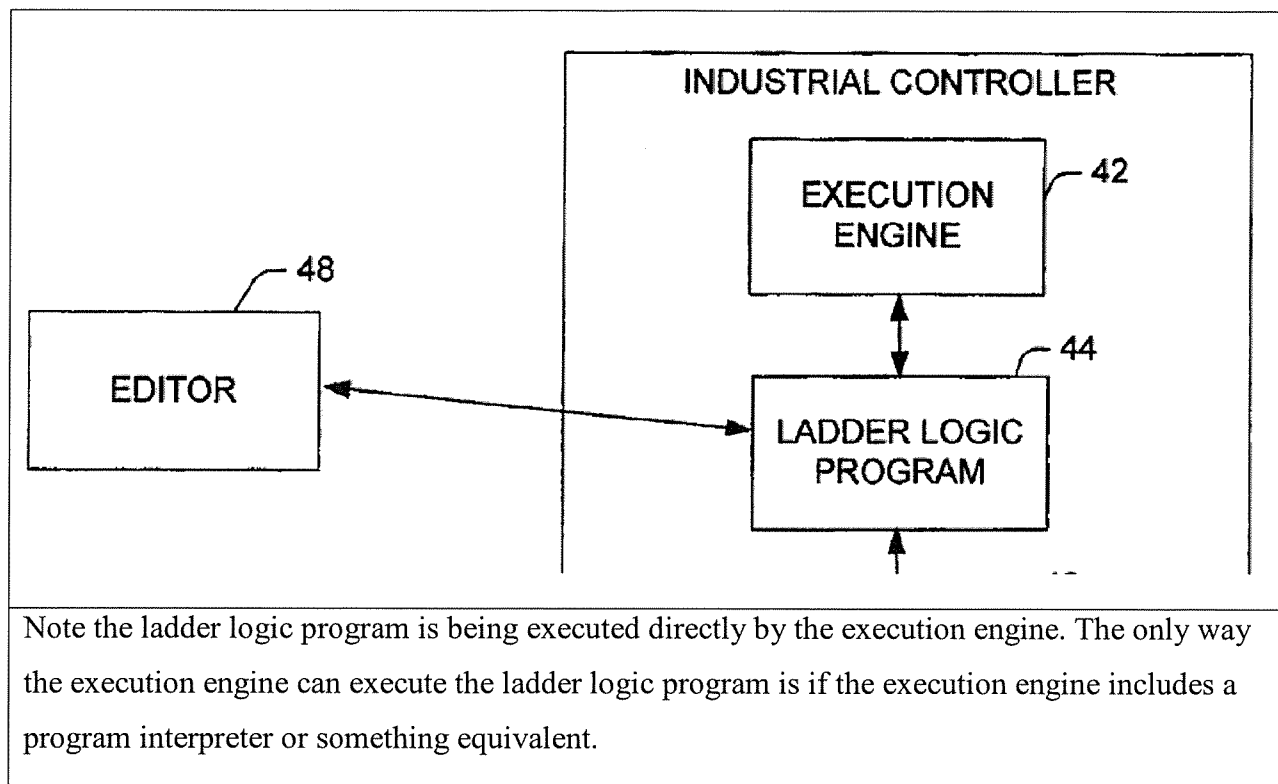 INDUSTRIAL CONTROLLER
42
EXECUTION
ENGINE
48
EDITOR
44
LADDER LOGIC
PROGRAM
Note the ladder logic program is being executed directly by the execution engine. The only way
the execution engine can execute the ladder logic program is if the execution engine includes a
program interpreter or something equivalent.